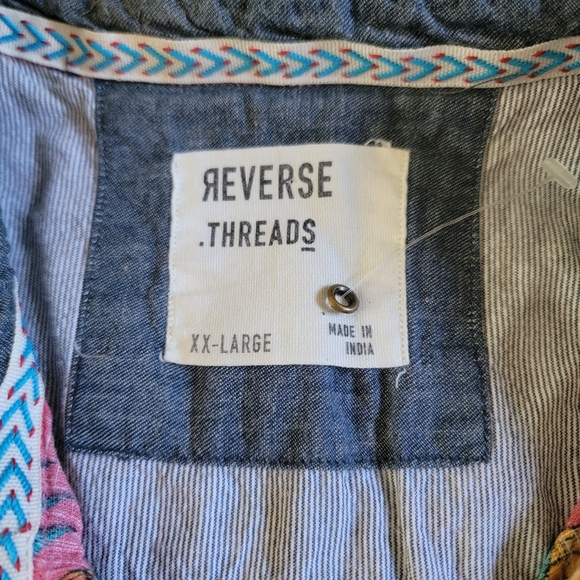 ЯEVERSE
.THREADS
XX-LARGE
MADE IN
INDIA